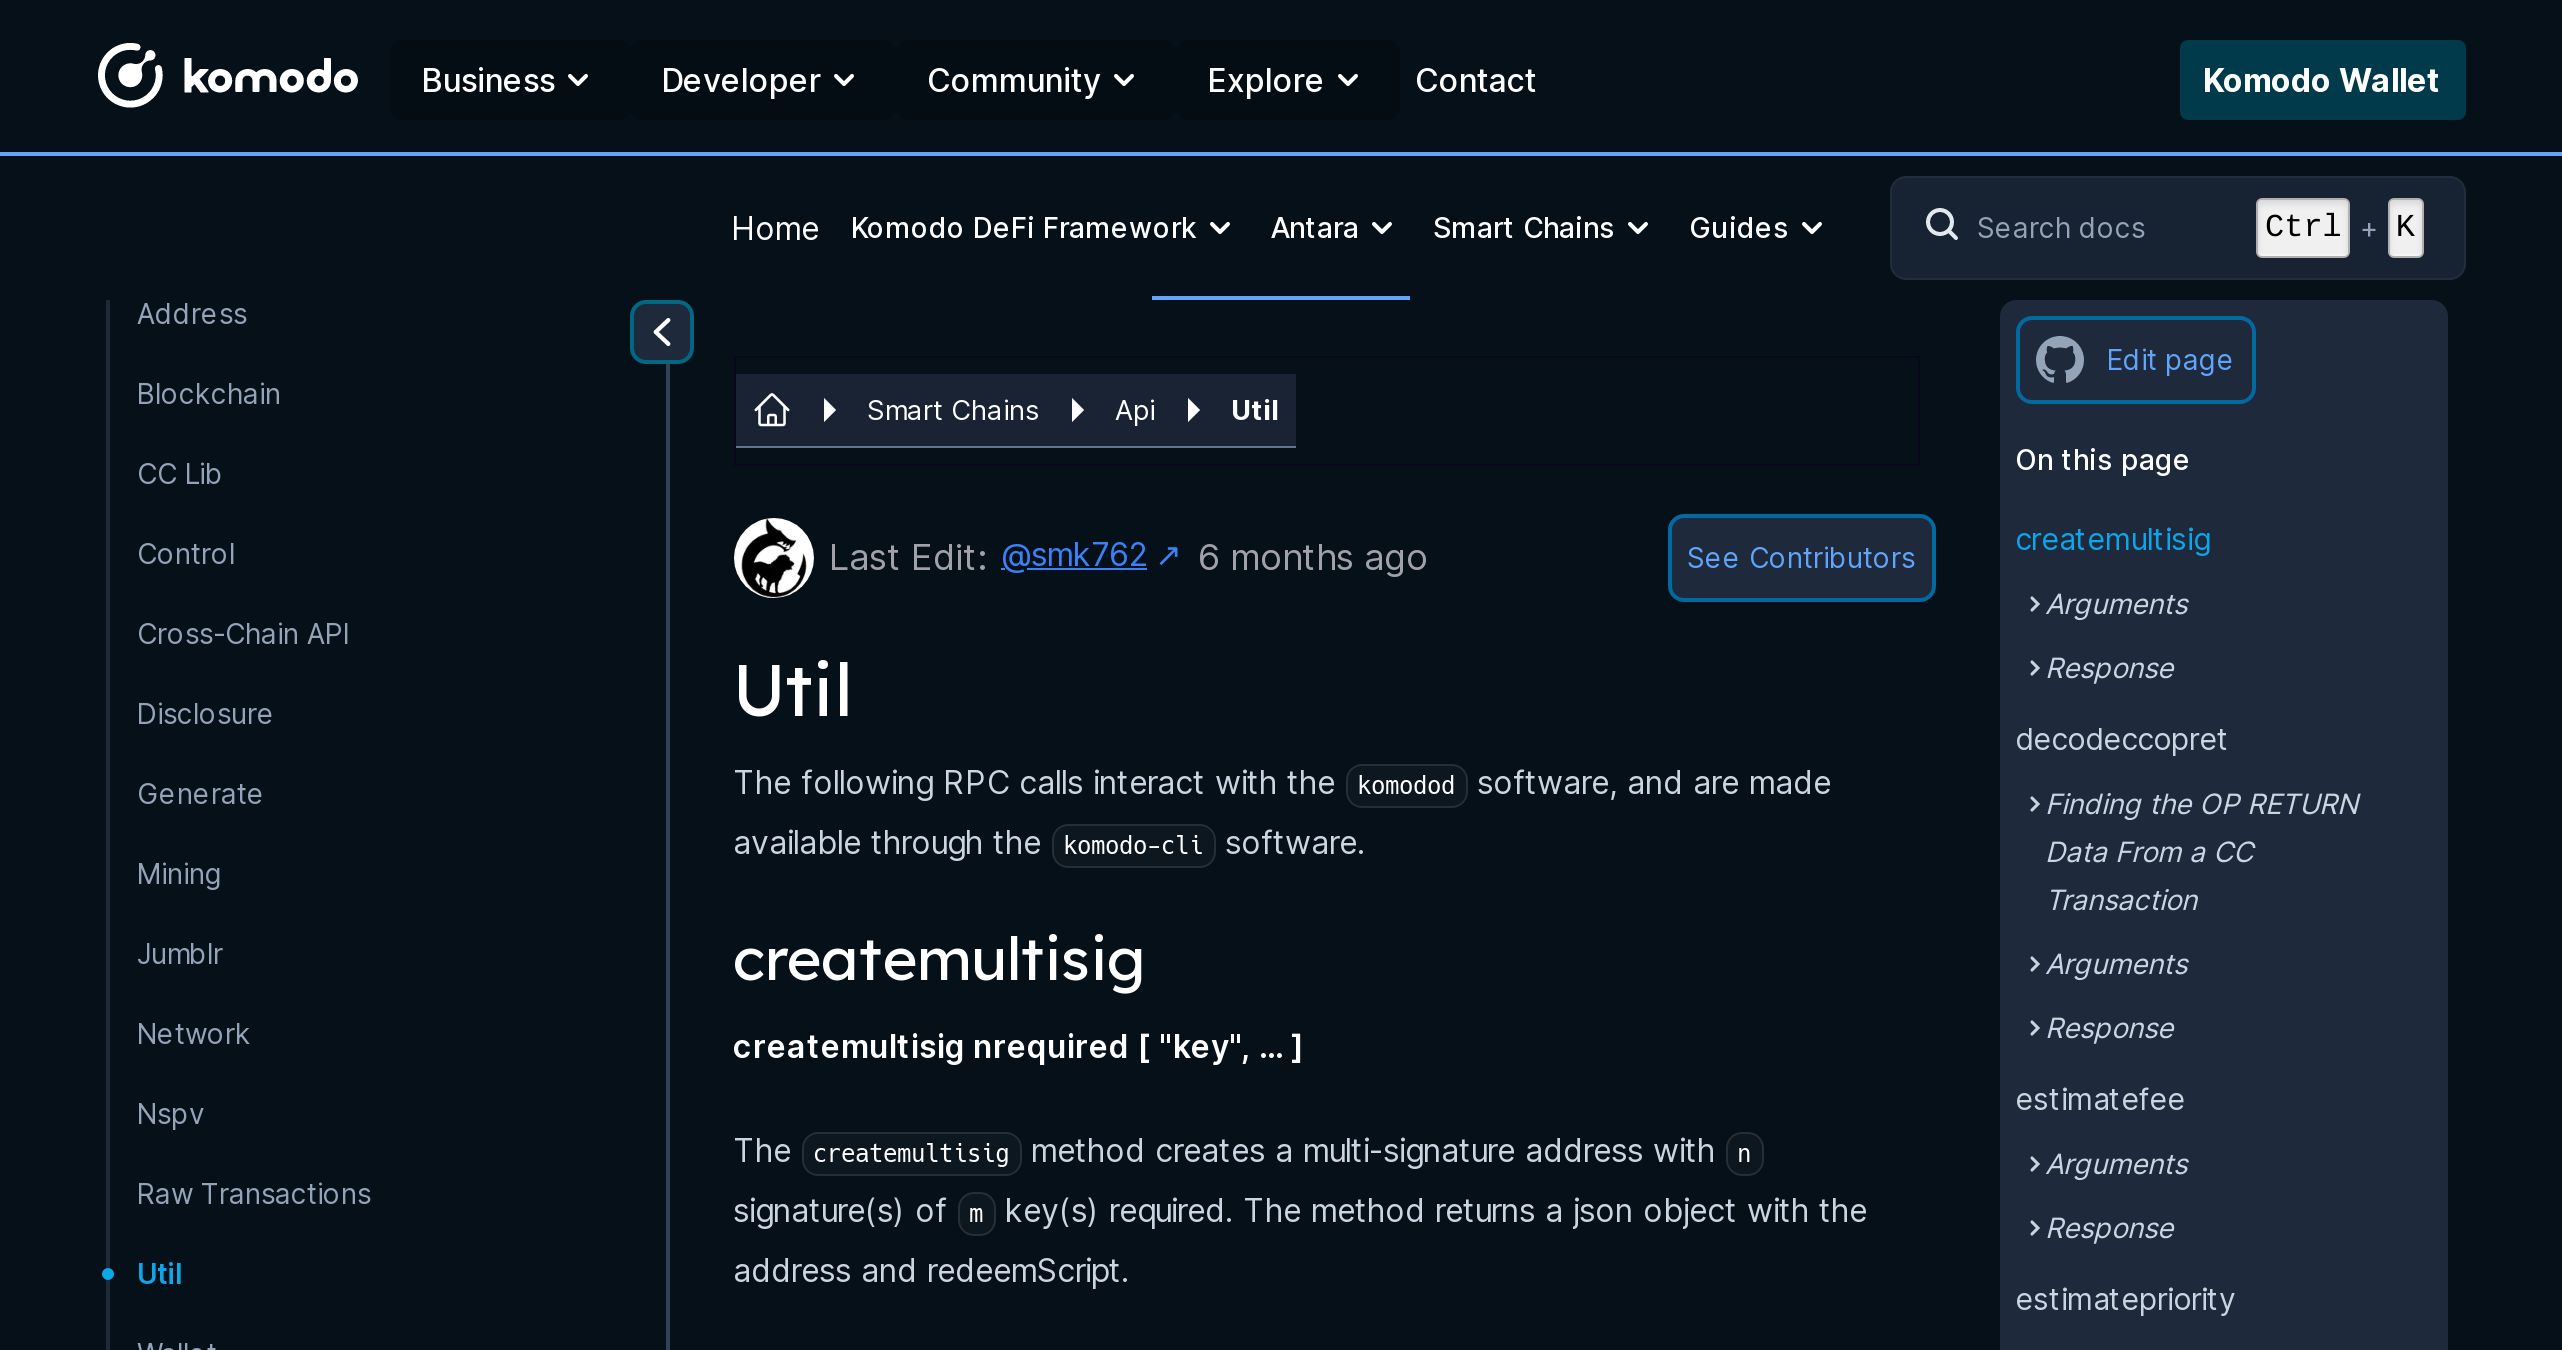 komodo Business Developer Community Explore Contact Komodo Wallet
Home Komodo DeFi Framework Antara Smart Chains Guides Search docs Ctrl + K
Address
Blockchain
CC Lib
Control
Cross-Chain API
Disclosure
Generate
Mining
Jumblr
Network
Nspv
Raw Transactions
Util
Wallet
Smart Chains Api Util
Last Edit: @smk762 ↗ 6 months ago See Contributors
Util
The following RPC calls interact with the komodod software, and are made
available through the komodo-cli software.
createmultisig
createmultisig nrequired [ "key", ... ]
The createmultisig method creates a multi-signature address with n
signature(s) of m key(s) required. The method returns a json object with the
address and redeemScript.
Edit page
On this page
createmultisig
Arguments
Response
decodeccopret
Finding the OP RETURN
Data From a CC
Transaction
Arguments
Response
estimatefee
Arguments
Response
estimatepriority